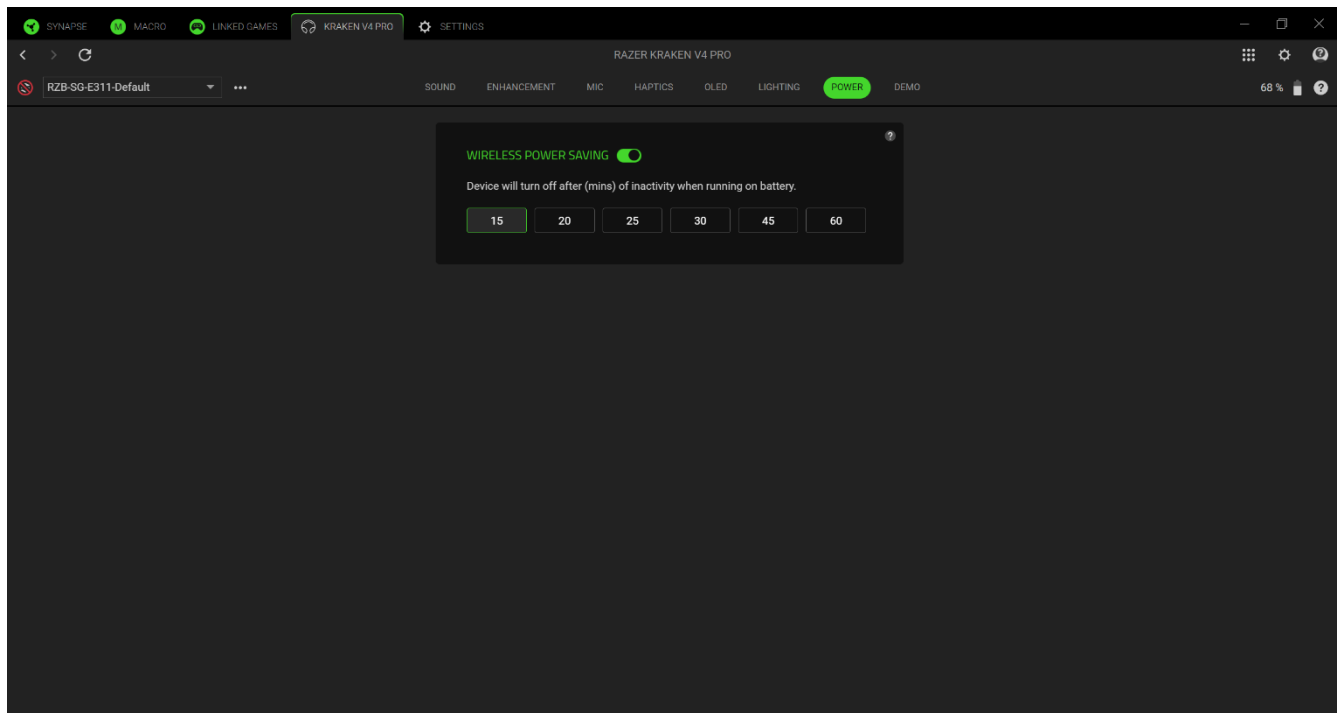 SYNAPSE M MACRO LINKED GAMES KRAKEN V4 PRO SETTINGS
RAZER KRAKEN V4 PRO
RZB-SG-E311-Default ••• SOUND ENHANCEMENT MIC HAPTICS OLED LIGHTING POWER DEMO 68 % ?
?
WIRELESS POWER SAVING
Device will turn off after (mins) of inactivity when running on battery.
15 20 25 30 45 60